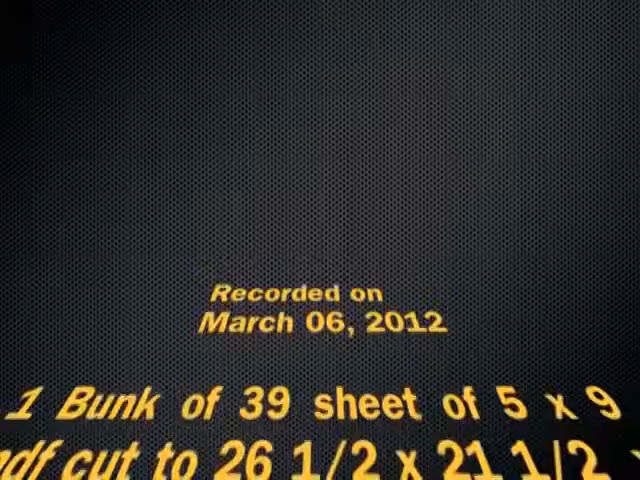 Recorded on
March 06, 2012
1 Bunk of 39 sheet of 5 x 9
cut to 26 1/2 x 21 1/2